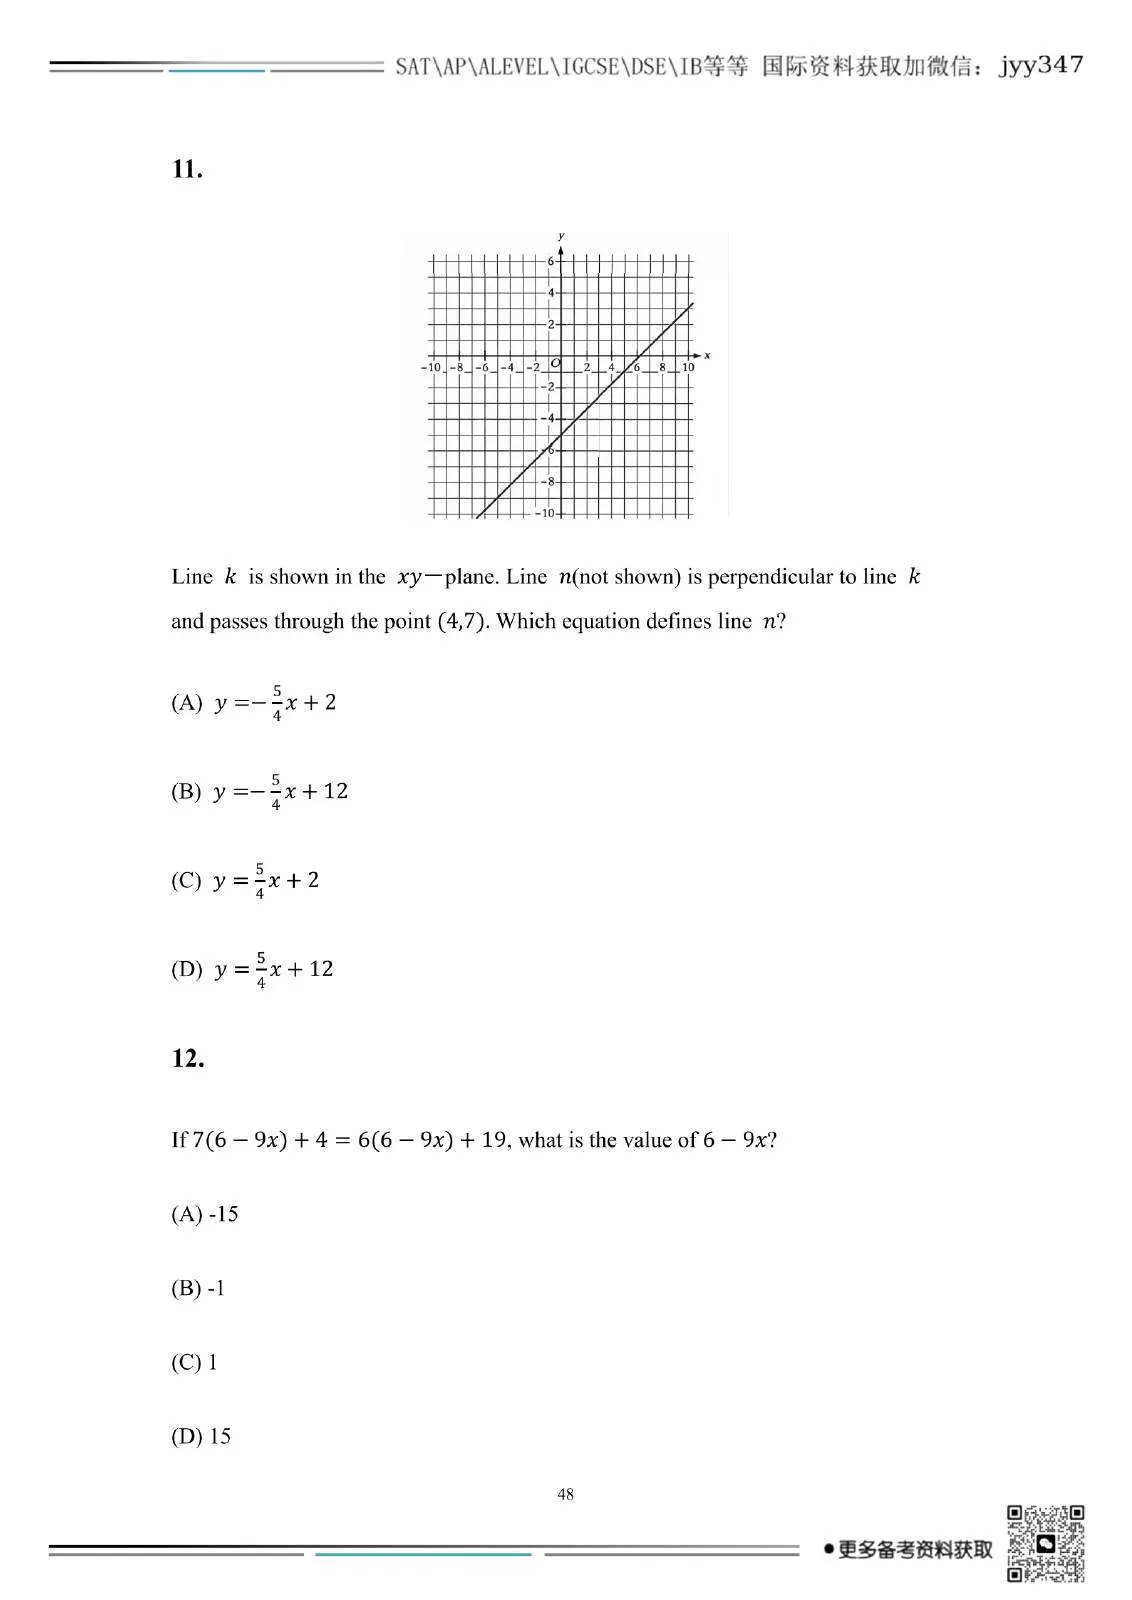 SAT\AP\ALEVEL\IGCSE\DSE\IB等等 国际资料获取加微信：jyy347
11.
y
6
4
2
O
x
-10 -8 -6 -4 -2 2 4 6 8 10
-2
-4
-6
-8
-10
Line k is shown in the xy—plane. Line n(not shown) is perpendicular to line k
and passes through the point (4,7). Which equation defines line n?
(A) y =− 5/4 x + 2
(B) y =− 5/4 x + 12
(C) y = 5/4 x + 2
(D) y = 5/4 x + 12
12.
If 7(6 − 9x) + 4 = 6(6 − 9x) + 19, what is the value of 6 − 9x?
(A) -15
(B) -1
(C) 1
(D) 15
48
●更多备考资料获取